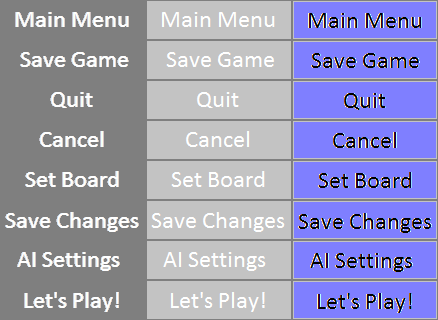 Main Menu Main Menu Main Menu
Save Game Save Game Save Game
Quit Quit Quit
Cancel Cancel Cancel
Set Board Set Board Set Board
Save Changes Save Changes Save Changes
AI Settings AI Settings AI Settings
Let's Play! Let's Play! Let's Play!